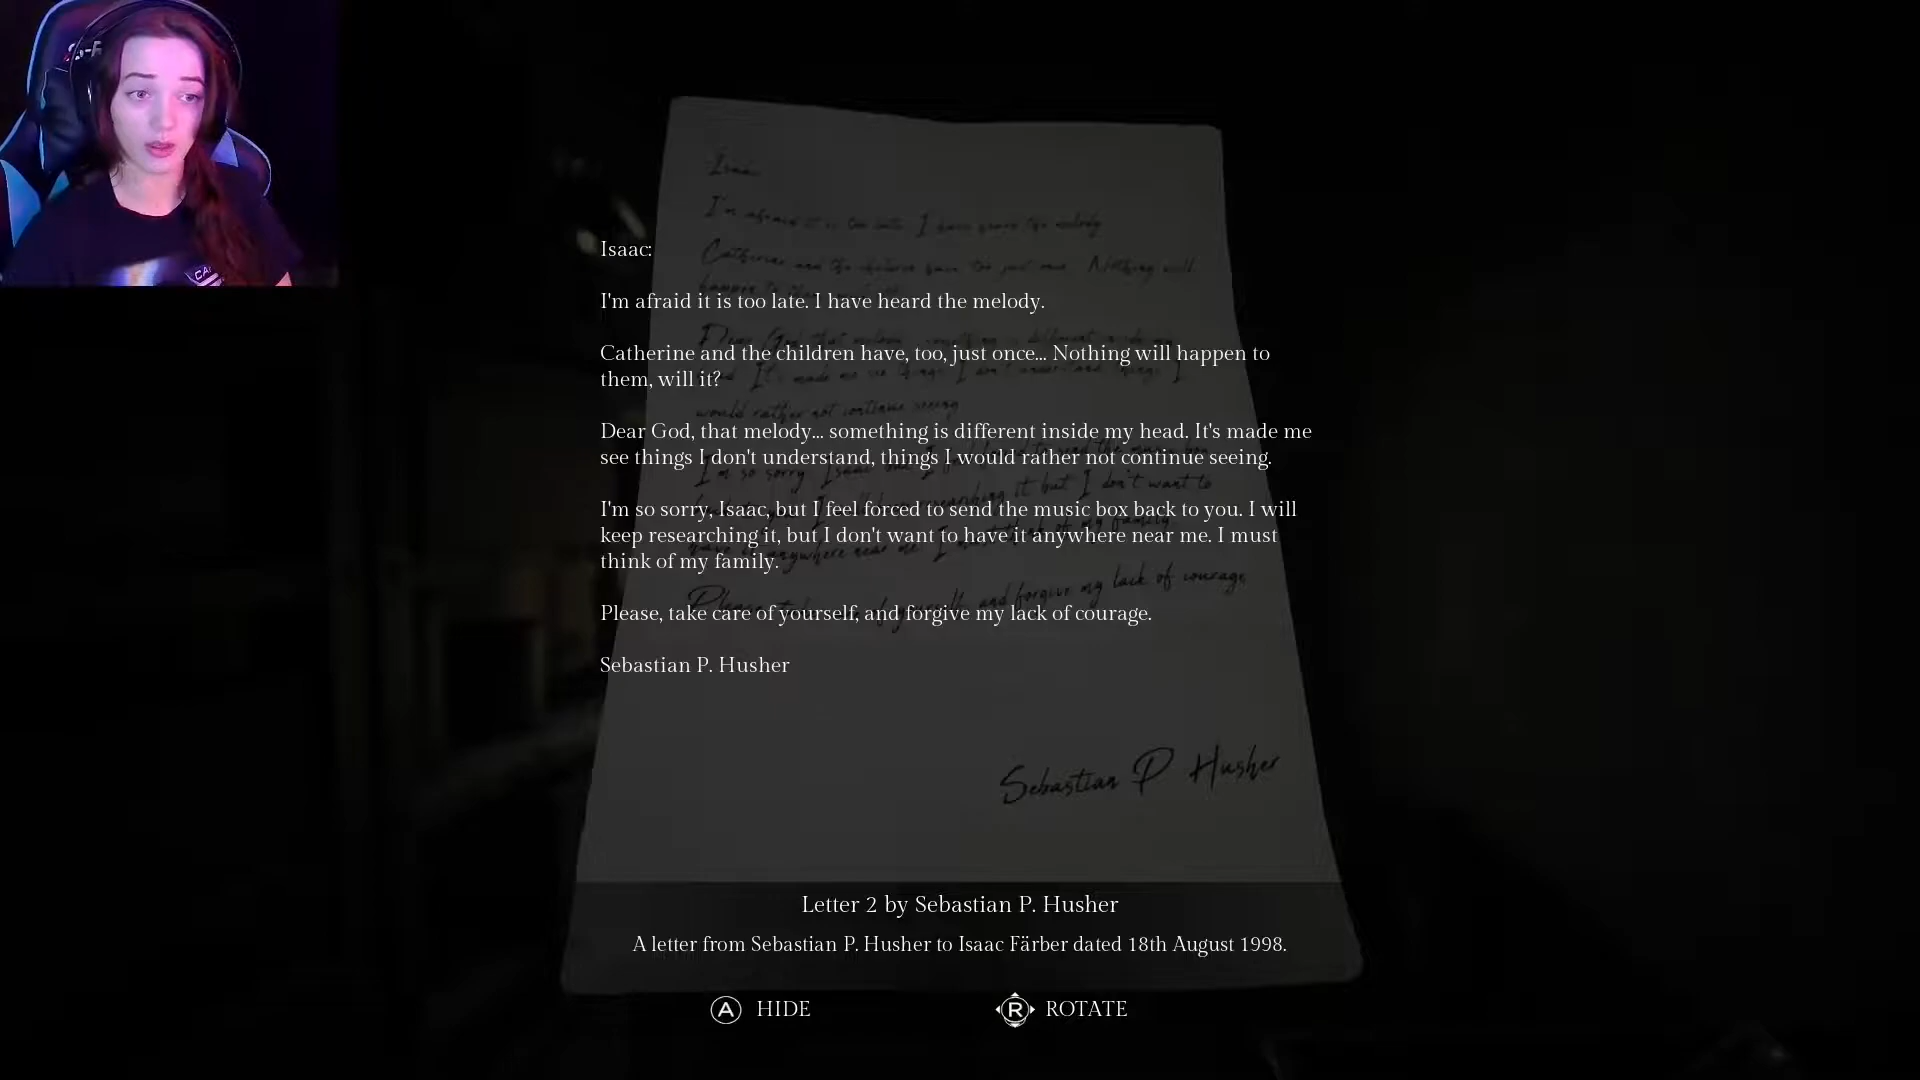 Isaac:
I'm afraid it is too late. I have heard the melody.
Catherine and the children have, too, just once... Nothing will happen to
them, will it?
Dear God, that melody... something is different inside my head. It's made me
see things I don't understand, things I would rather not continue seeing.
I'm so sorry, Isaac, but I feel forced to send the music box back to you. I will
keep researching it, but I don't want to have it anywhere near me. I must
think of my family.
Please, take care of yourself, and forgive my lack of courage.
Sebastian P. Husher
Sebastian P Husher
Letter 2 by Sebastian P. Husher
A letter from Sebastian P. Husher to Isaac Färber dated 18th August 1998.
A HIDE
R ROTATE